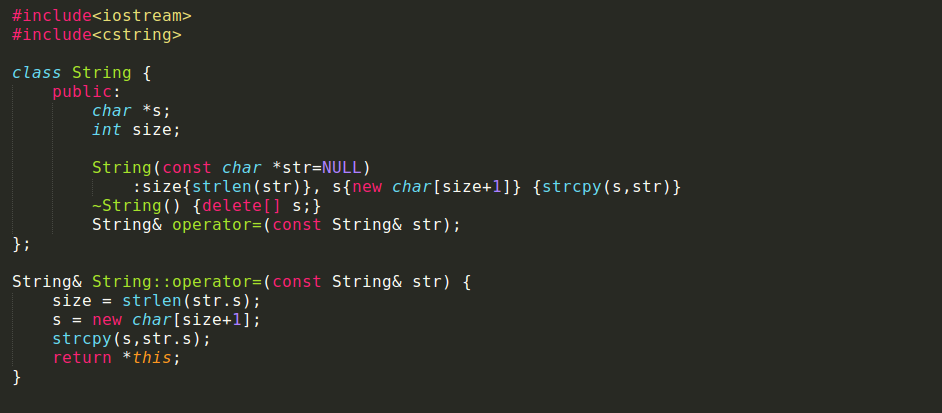 #include<iostream>
#include<cstring>
class String {
public:
char *s;
int size;
String(const char *str=NULL)
:size{strlen(str)}, s{new char[size+1]} {strcpy(s,str)}
~String() {delete[] s;}
String& operator=(const String& str);
};
String& String::operator=(const String& str) {
size = strlen(str.s);
s = new char[size+1];
strcpy(s,str.s);
return *this;
}